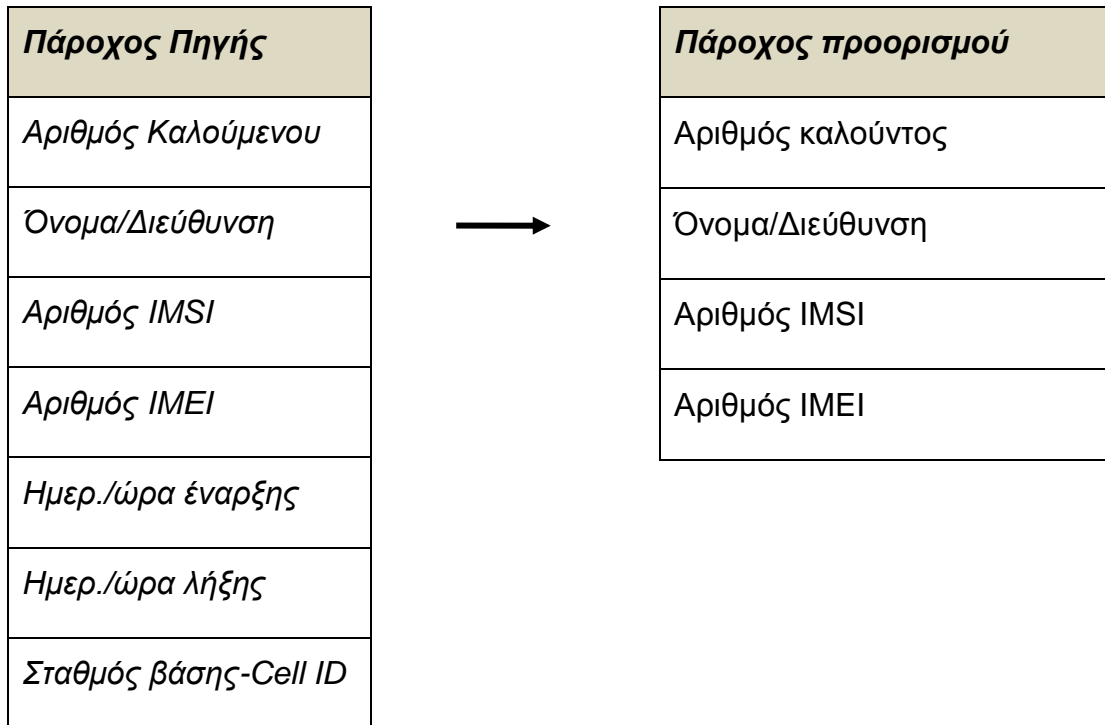 Πάροχος Πηγής
Αριθμός Καλούμενου
Όνομα/Διεύθυνση
Αριθμός IMSI
Αριθμός IMEI
Ημερ./ώρα έναρξης
Ημερ./ώρα λήξης
Σταθμός βάσης-Cell ID
Πάροχος προορισμού
Αριθμός καλούντος
Όνομα/Διεύθυνση
Αριθμός IMSI
Αριθμός IMEI